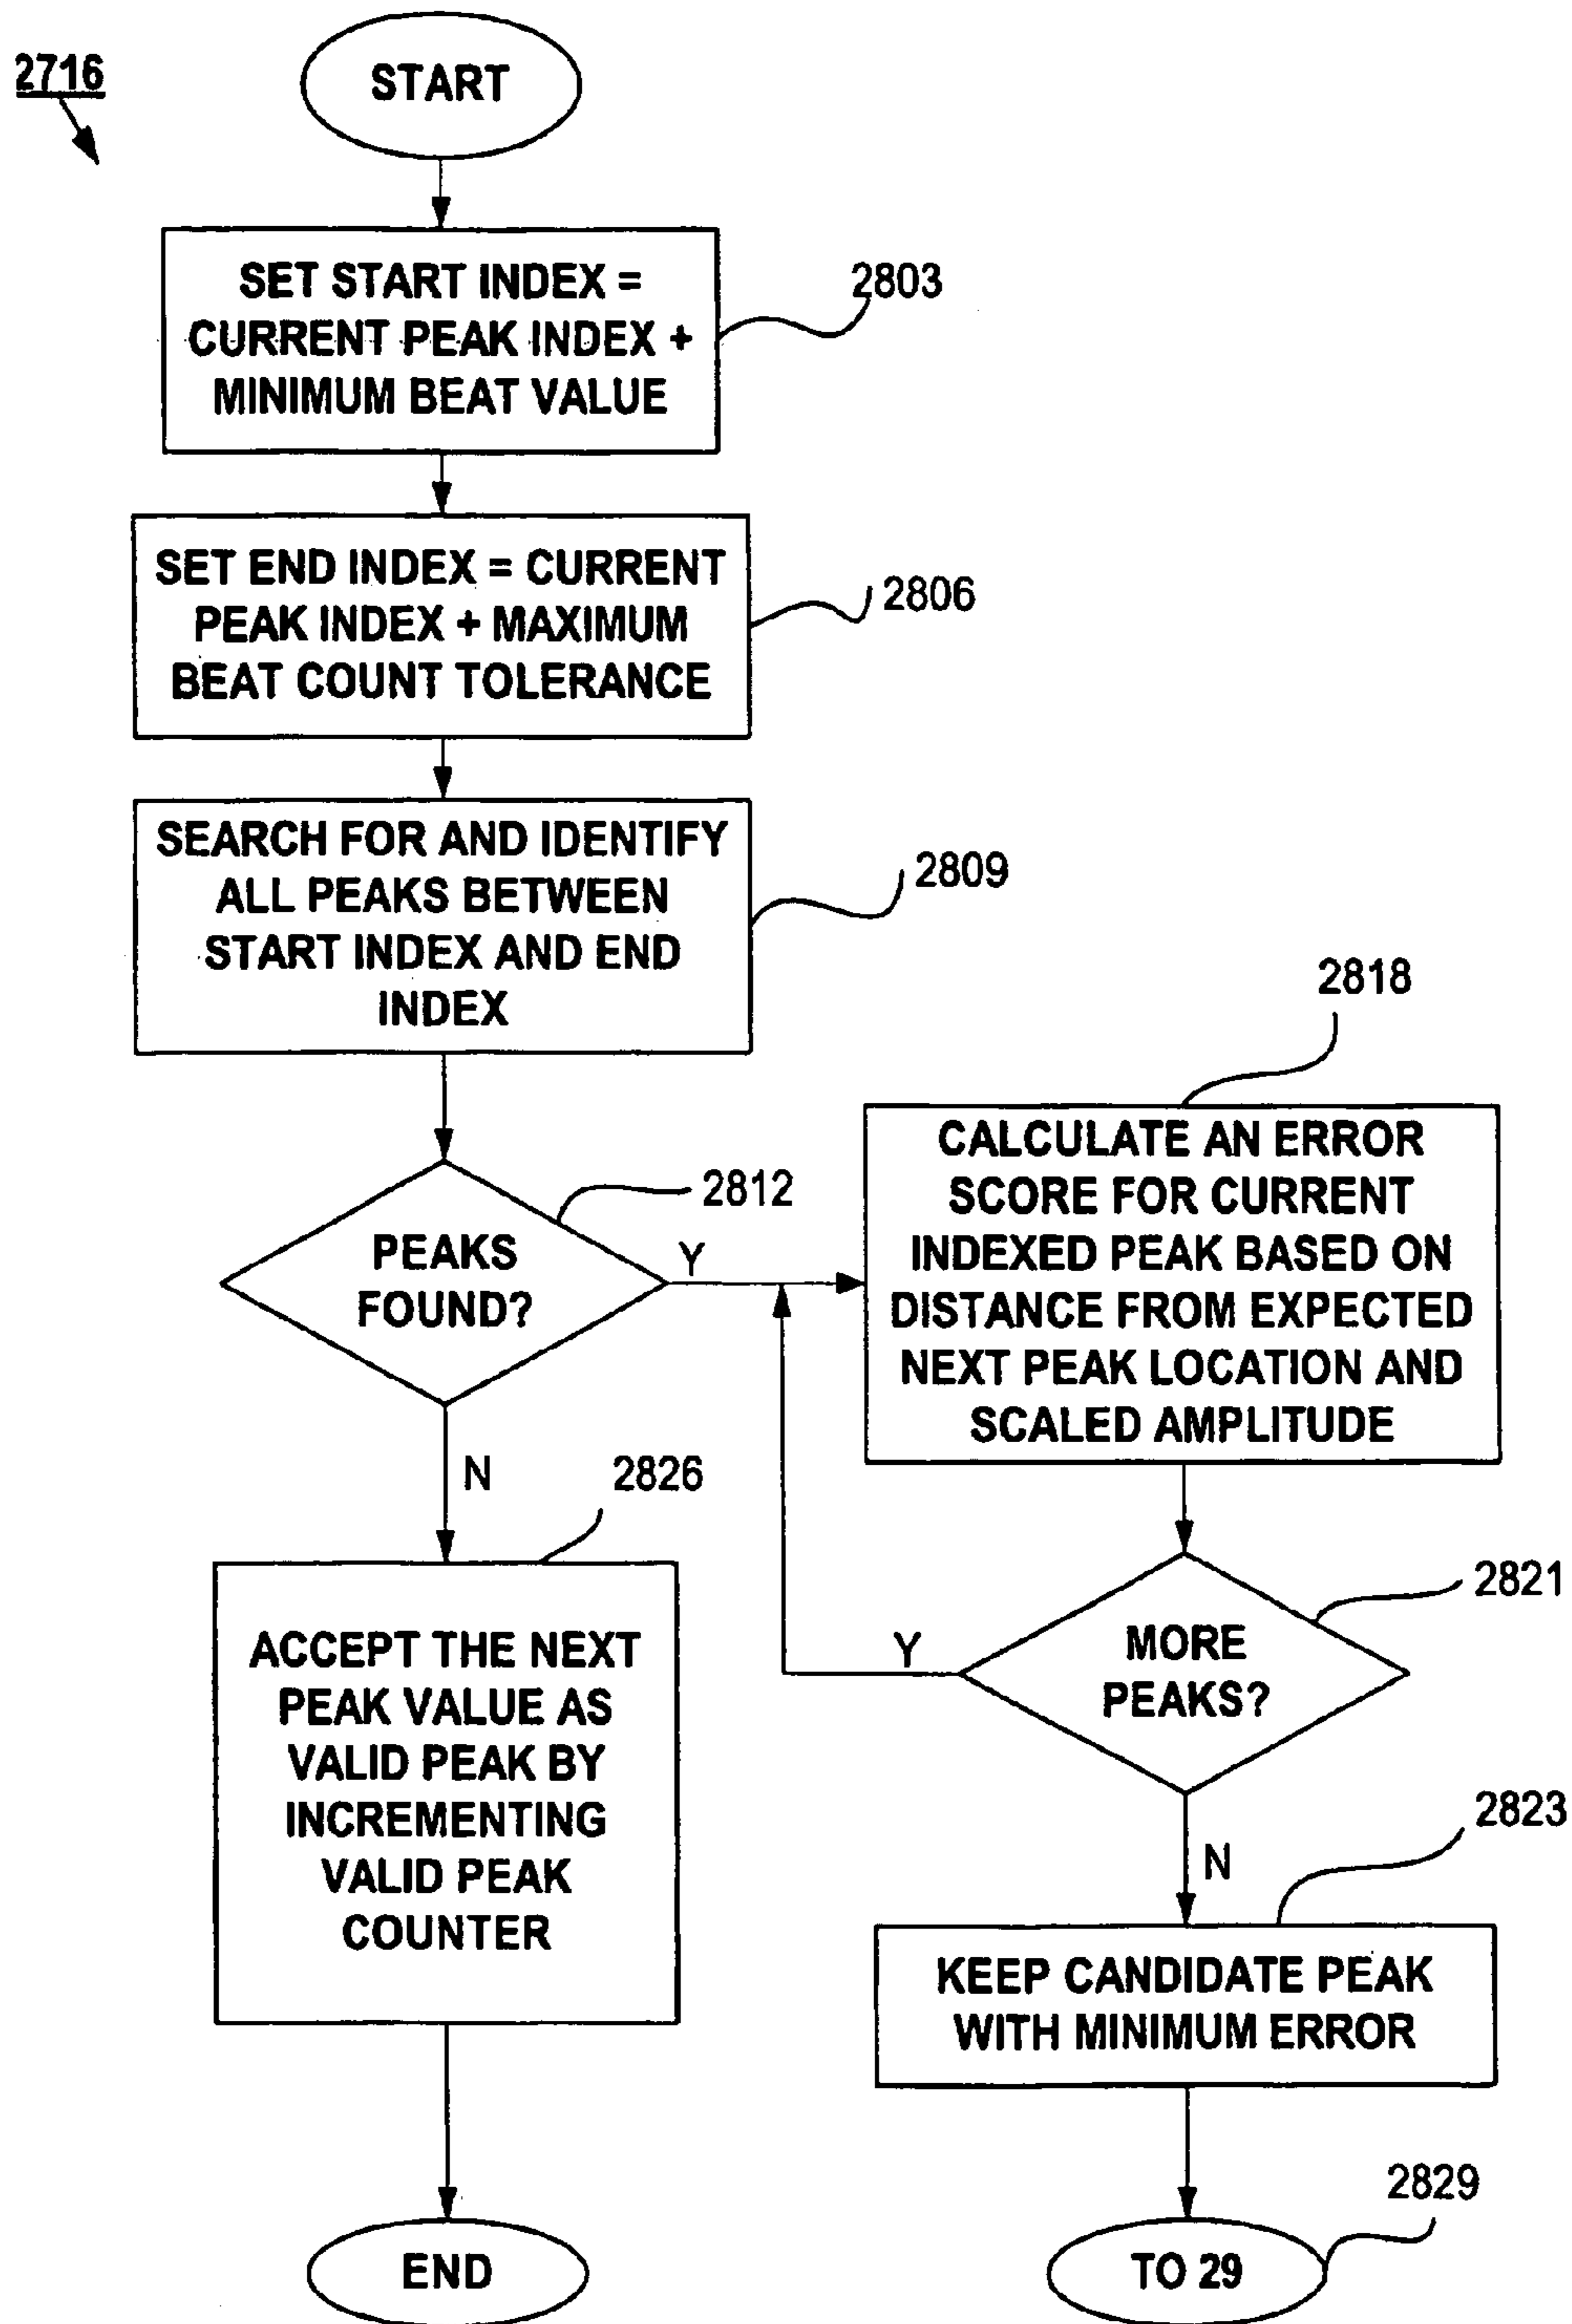 2716
START
SET START INDEX =
CURRENT PEAK INDEX +
MINIMUM BEAT VALUE
2803
SET END INDEX = CURRENT
PEAK INDEX + MAXIMUM
BEAT COUNT TOLERANCE
2806
SEARCH FOR AND IDENTIFY
ALL PEAKS BETWEEN
START INDEX AND END
INDEX
2809
PEAKS
FOUND?
2812
Y
N
2818
CALCULATE AN ERROR
SCORE FOR CURRENT
INDEXED PEAK BASED ON
DISTANCE FROM EXPECTED
NEXT PEAK LOCATION AND
SCALED AMPLITUDE
2826
ACCEPT THE NEXT
PEAK VALUE AS
VALID PEAK BY
INCREMENTING
VALID PEAK
COUNTER
MORE
PEAKS?
2821
Y
N
2823
KEEP CANDIDATE PEAK
WITH MINIMUM ERROR
END
TO 29
2829